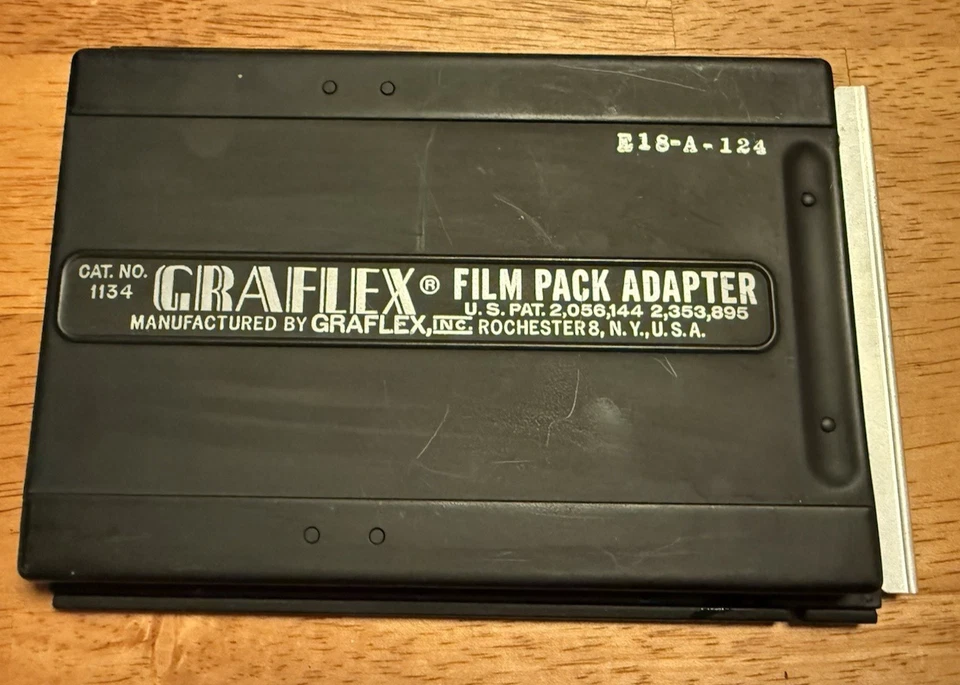 E18-A-124
CAT. NO.
1134
GRAFLEX® FILM PACK ADAPTER
U.S. PAT. 2,056,144 2,353,895
MANUFACTURED BY GRAFLEX, INC. ROCHESTER 8, N.Y., U.S.A.